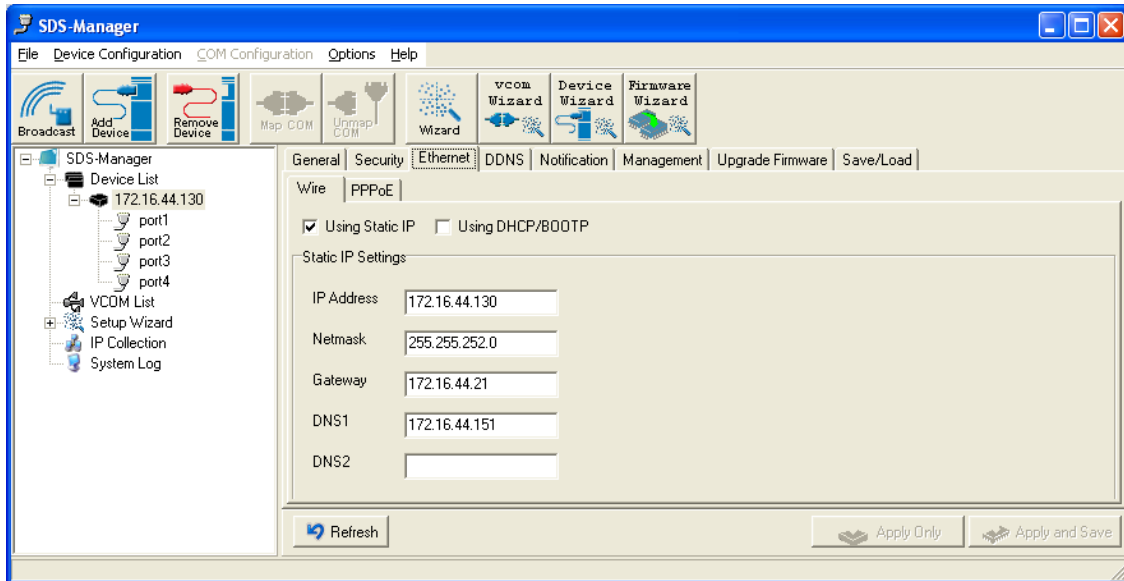 SDS-Manager
File Device Configuration COM Configuration Options Help
Broadcast
Add Device
Remove Device
Map COM
Unmap COM
Wizard
vcom Wizard
Device Wizard
Firmware Wizard
SDS-Manager
Device List
172.16.44.130
port1
port2
port3
port4
VCOM List
Setup Wizard
IP Collection
System Log
General Security Ethernet DDNS Notification Management Upgrade Firmware Save/Load
Wire PPPoE
Using Static IP Using DHCP/BOOTP
Static IP Settings
IP Address 172.16.44.130
Netmask 255.255.252.0
Gateway 172.16.44.21
DNS1 172.16.44.151
DNS2
Refresh Apply Only Apply and Save